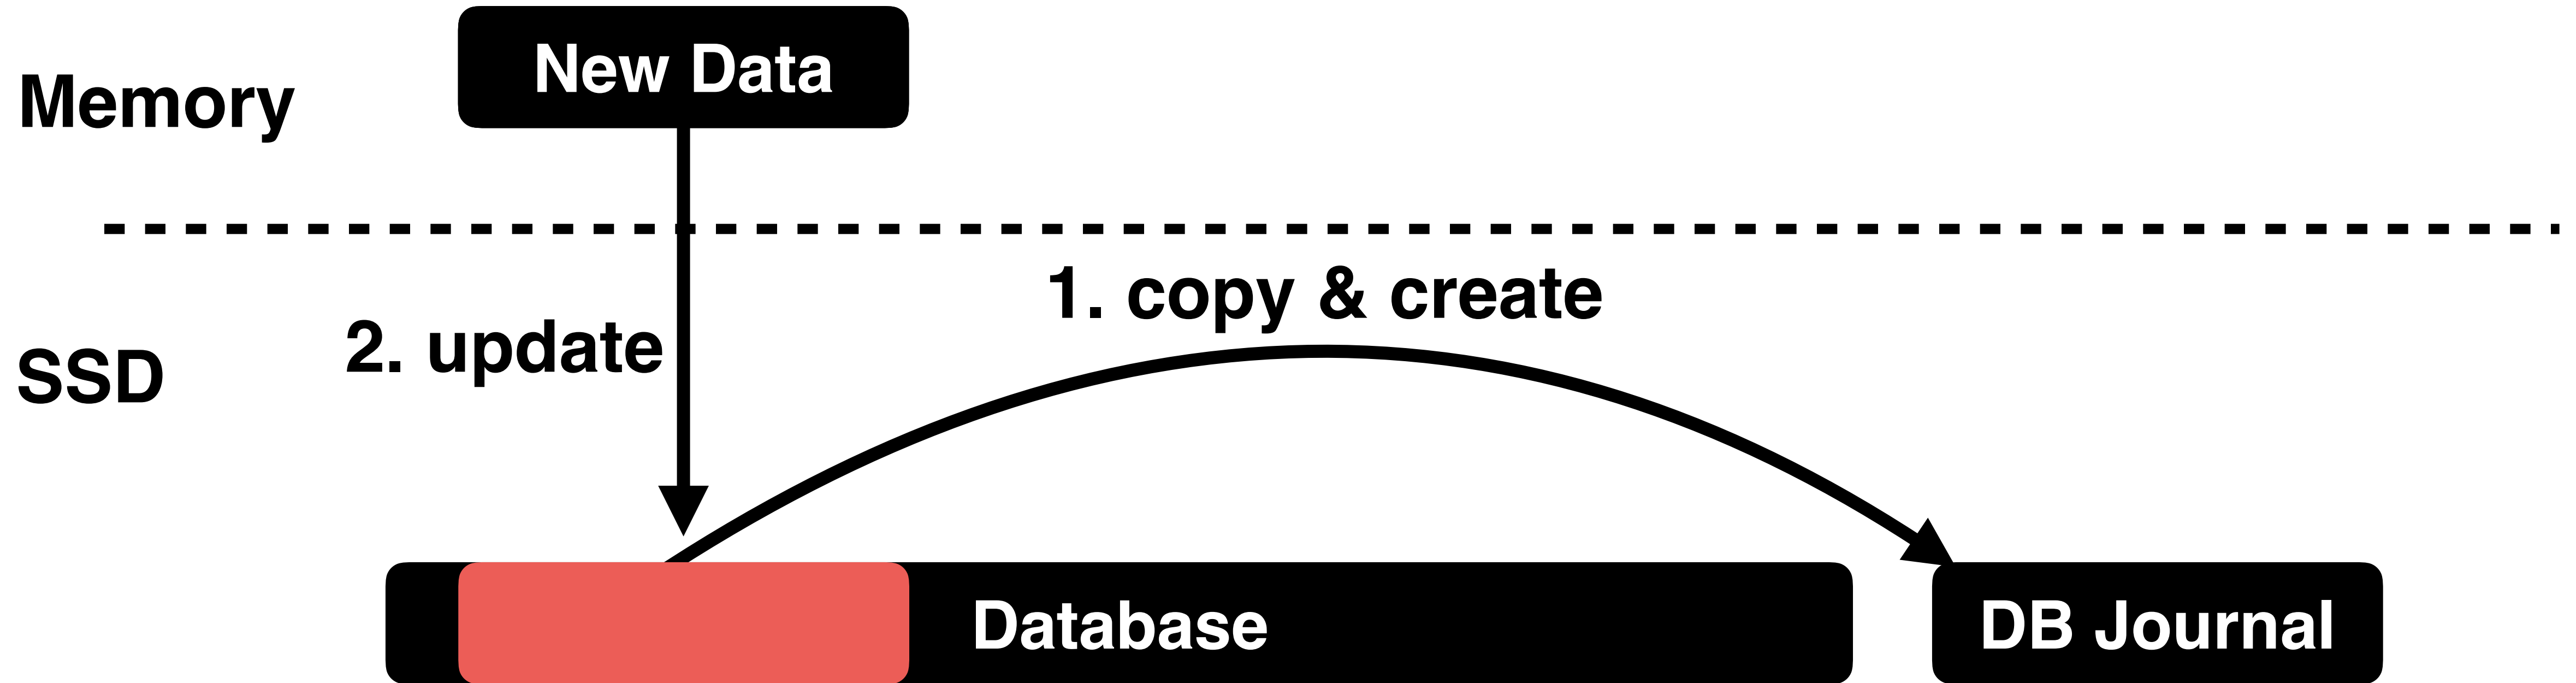 New Data
Memory
1. copy & create
2. update
SSD
Database
DB Journal